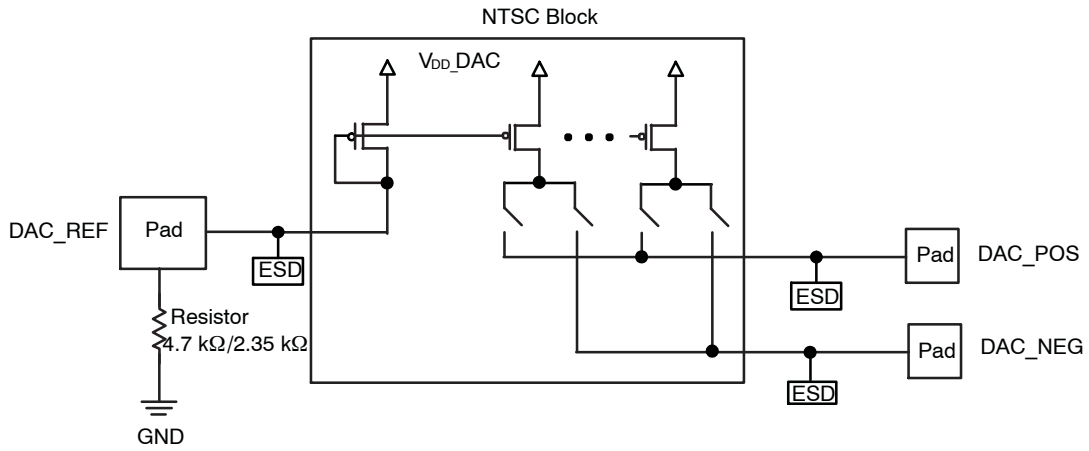 NTSC Block
VDD_DAC
DAC_REF
Pad
ESD
Resistor
4.7 kΩ/2.35 kΩ
GND
Pad
DAC_POS
ESD
Pad
DAC_NEG
ESD